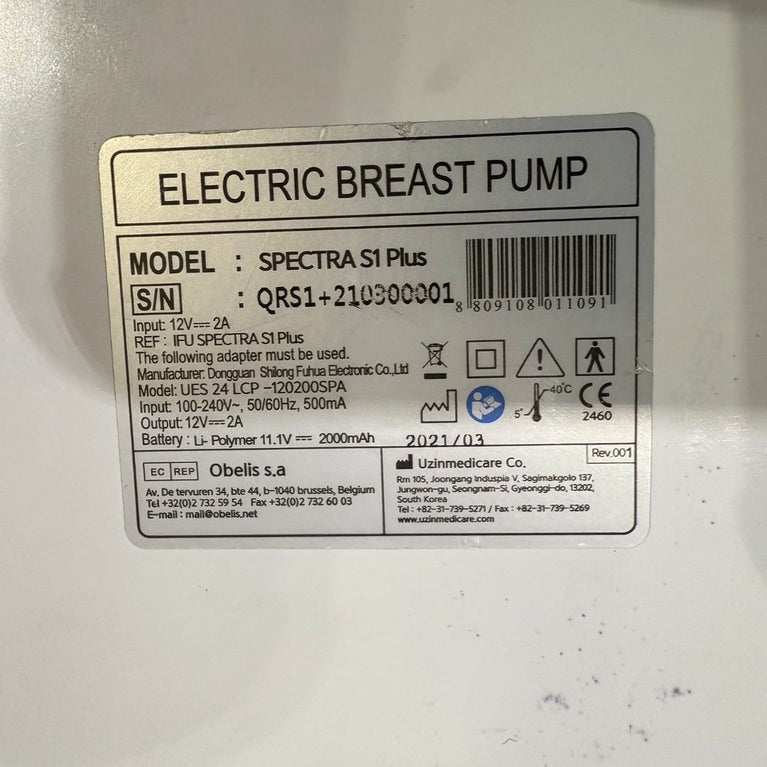 ELECTRIC BREAST PUMP
MODEL : SPECTRA S1 Plus
S/N : QRS1+210300001
8 809108 011091
Input: 12V⎓2A
REF : IFU SPECTRA S1 Plus
The following adapter must be used.
Manufacturer: Dongguan Shilong Fuhua Electronic Co.,Ltd
Model: UES 24 LCP -120200SPA
Input: 100-240V~, 50/60Hz, 500mA
Output: 12V⎓2A
Battery : Li- Polymer 11.1V ⎓ 2000mAh
5°
40°C
CE
2460
2021/03
EC REP Obelis s.a
Av. De tervuren 34, bte 44, b-1040 brussels, Belgium
Tel +32(0)2 732 59 54 Fax +32(0)2 732 60 03
E-mail : mail@obelis.net
Rev.001
Uzinmedicare Co.
Rm 105, Joongang Induspia V, Sagimakgolo 137,
Jungwon-gu, Seongnam-Si, Gyeonggi-do, 13202,
South Korea
Tel : +82-31-739-5271 / Fax : +82-31-739-5269
www.uzinmedicare.com